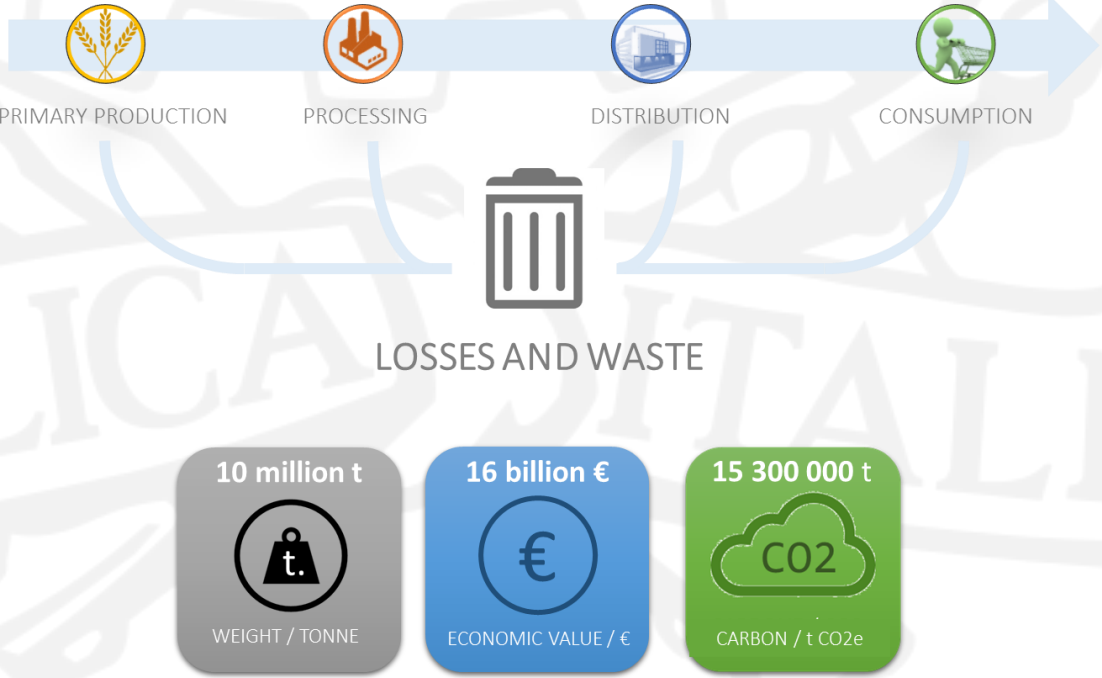 PRIMARY PRODUCTION
PROCESSING
DISTRIBUTION
CONSUMPTION
LOSSES AND WASTE
10 million t
16 billion €
15 300 000 t
t.
€
CO2
WEIGHT / TONNE
ECONOMIC VALUE / €
CARBON / t CO2e